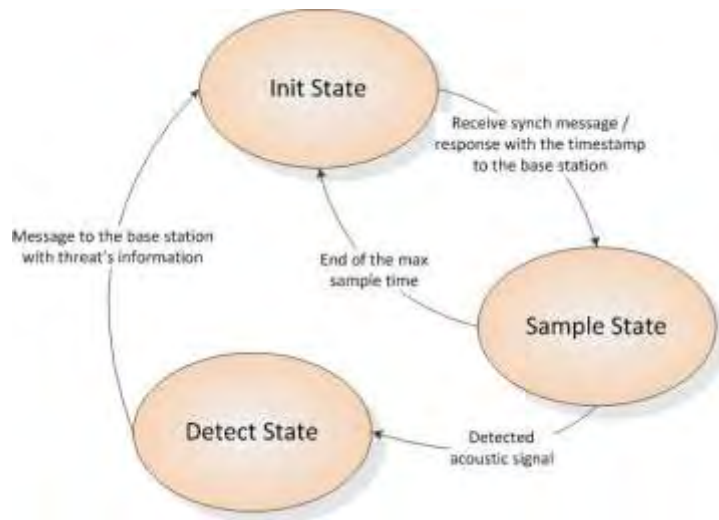 Init State
Receive synch message /
response with the timestamp
to the base station
Message to the base station
with threat's information
End of the max
sample time
Sample State
Detect State
Detected
acoustic signal